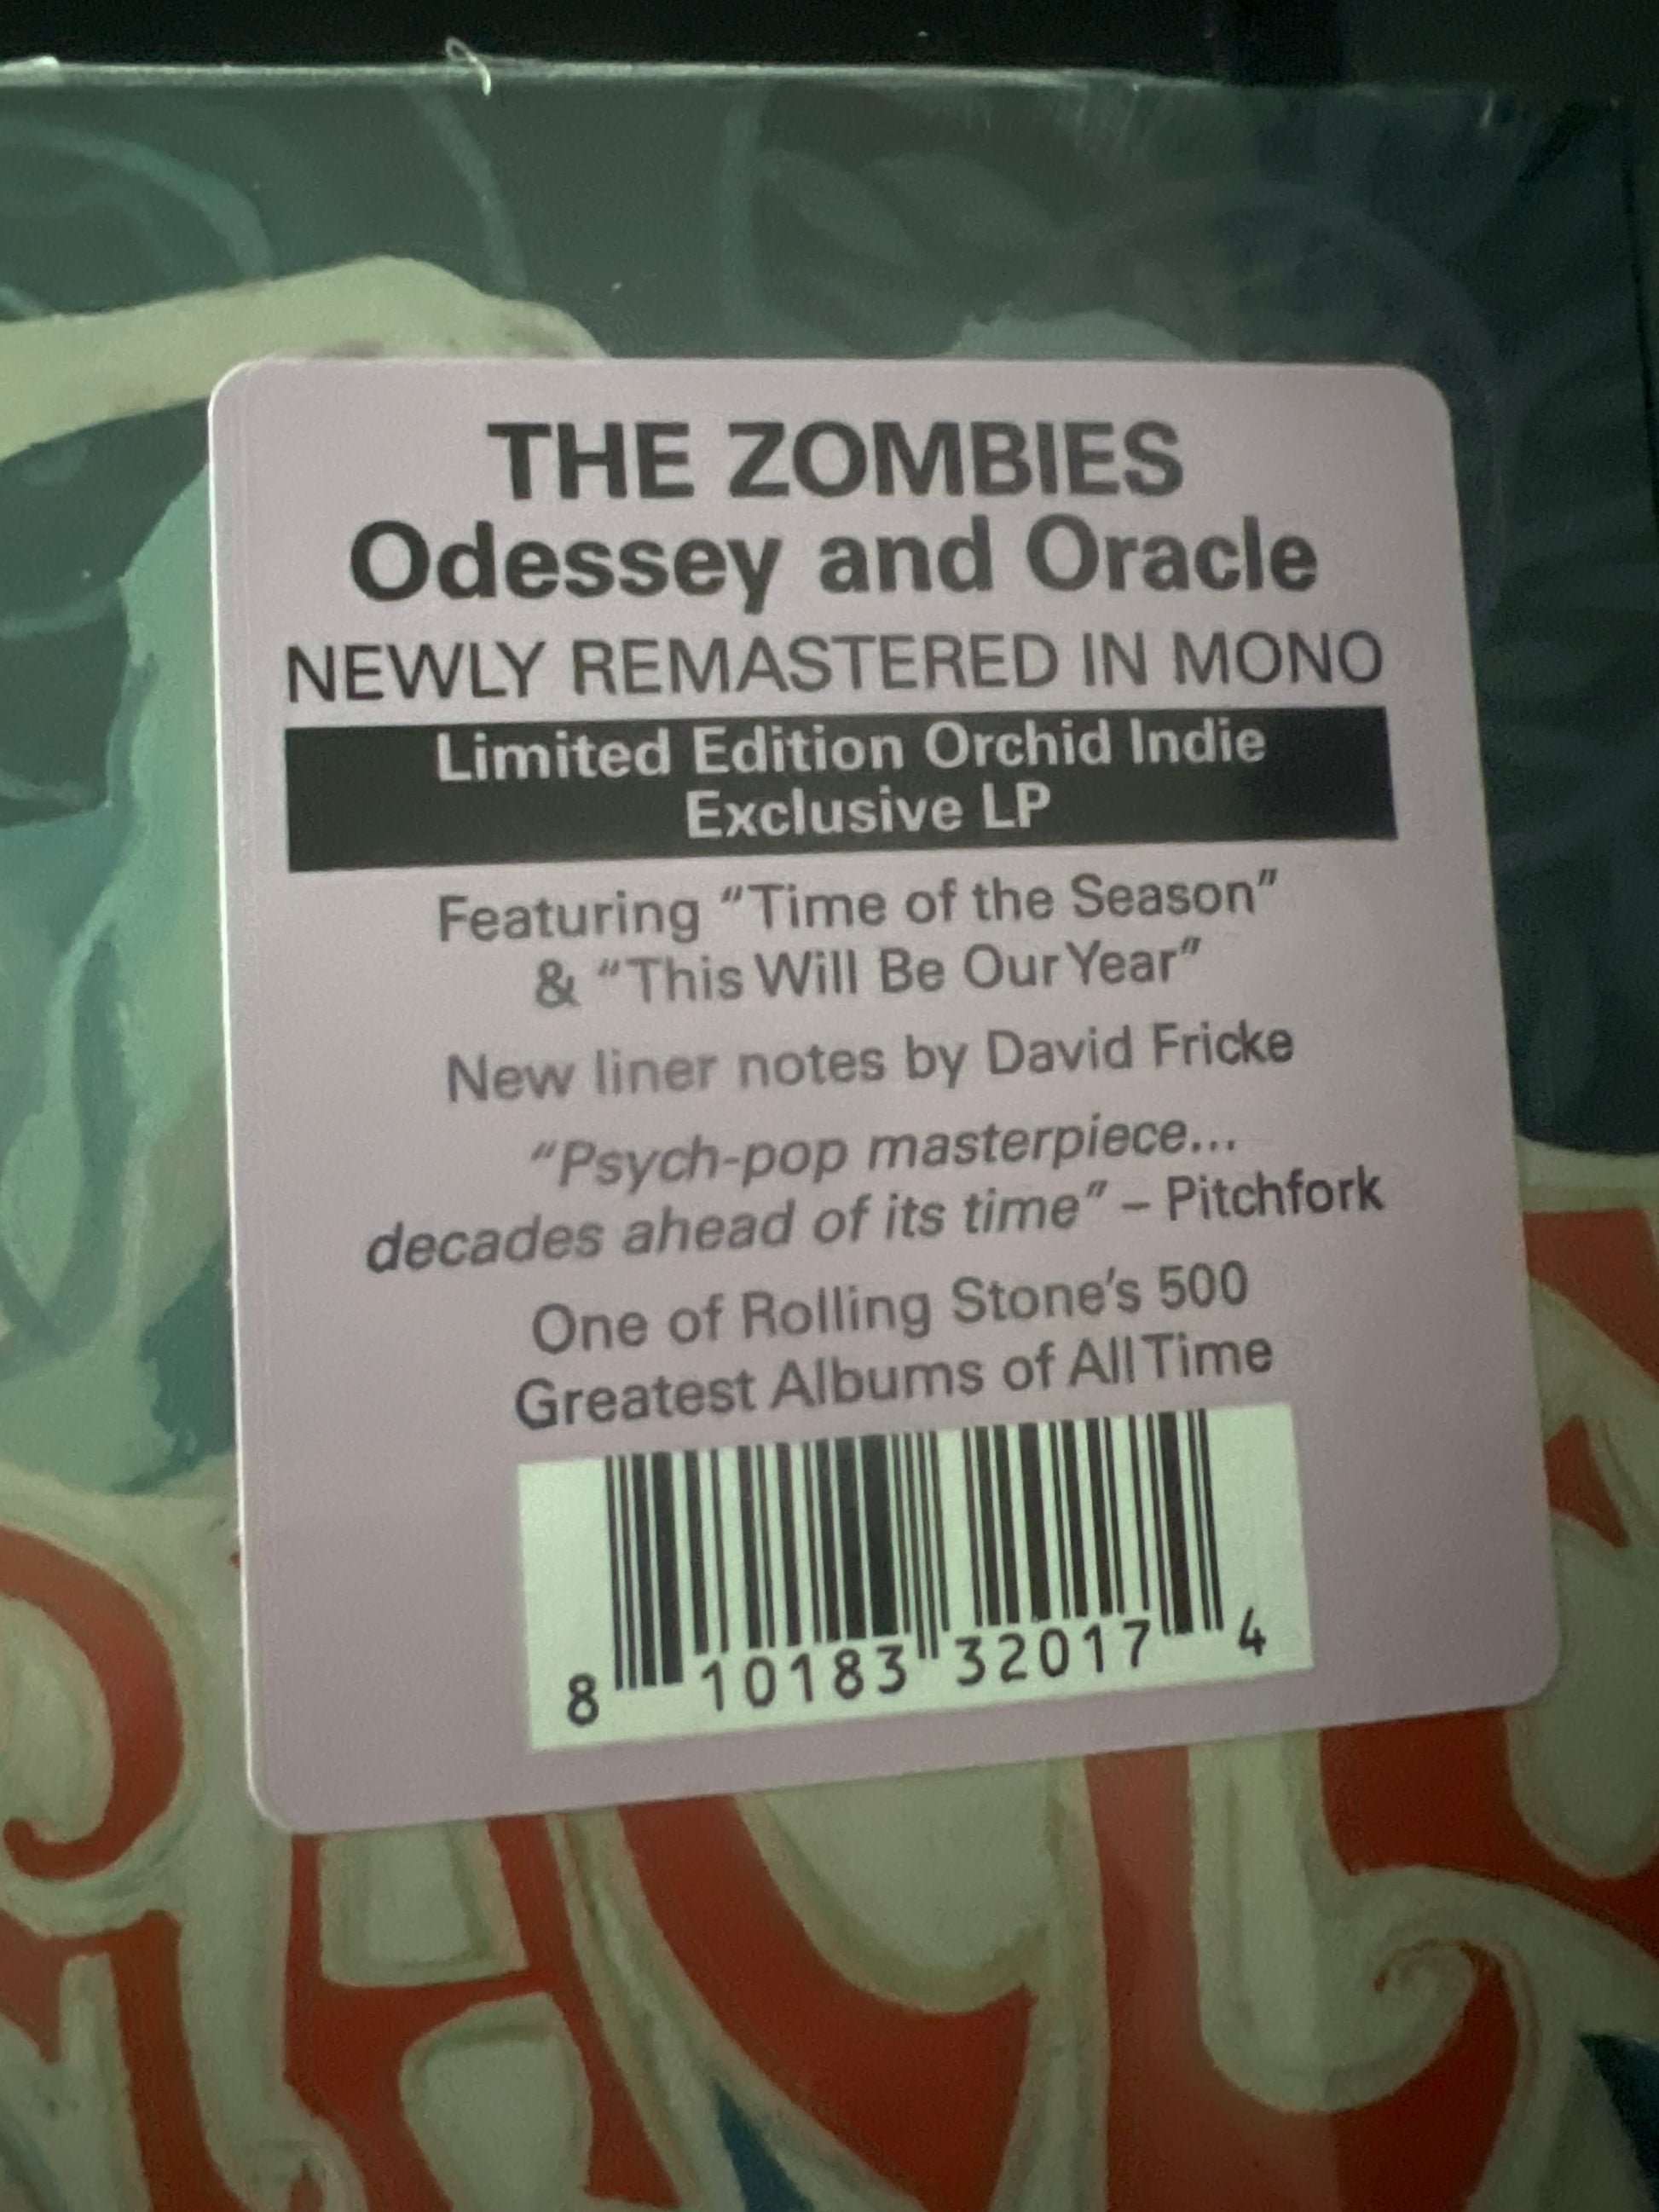 THE ZOMBIES
Odessey and Oracle
NEWLY REMASTERED IN MONO
Limited Edition Orchid Indie
Exclusive LP
Featuring “Time of the Season”
& “This Will Be Our Year”
New liner notes by David Fricke
“Psych-pop masterpiece...
decades ahead of its time” – Pitchfork
One of Rolling Stone’s 500
Greatest Albums of All Time
8 10183 32017 4